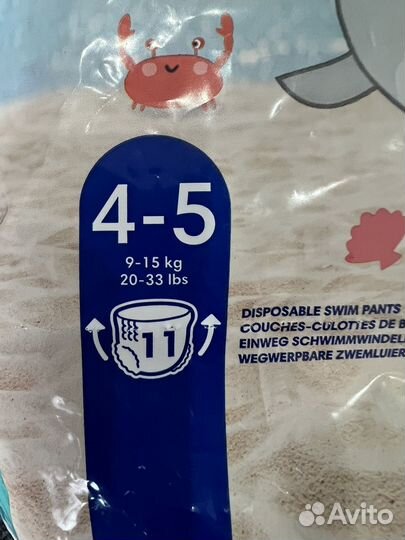 4-5
9-15 kg
20-33 lbs
11
DISPOSABLE SWIM PANTS
COUCHES-CULOTTES DE
EINWEG SCHWIMMWINDEL
WEGWERPBARE ZWEMLUIER
Avito